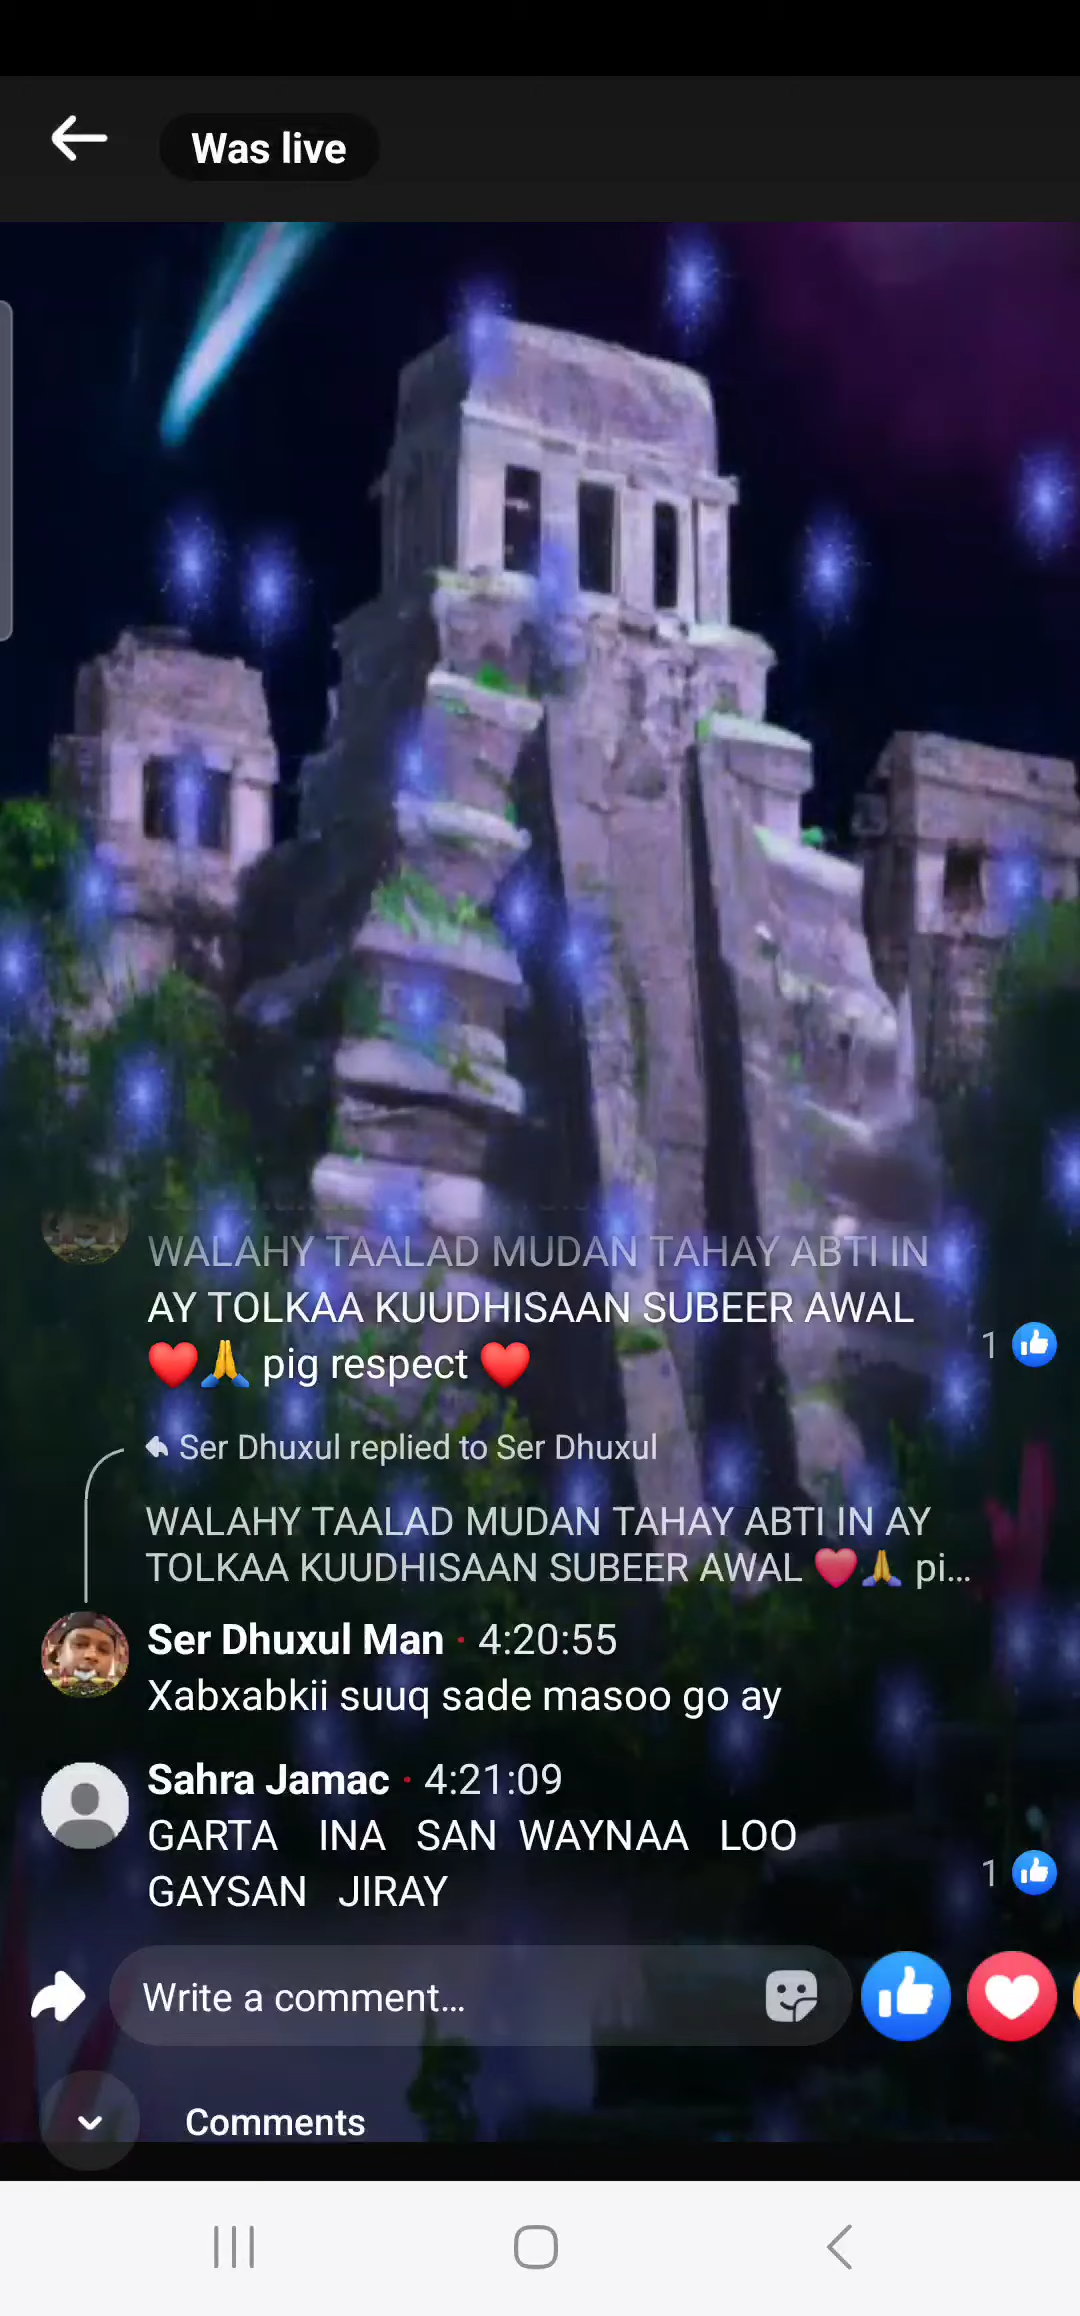 Was live
WALAHY TAALAD MUDAN TAHAY ABTI IN
AY TOLKAA KUUDHISAAN SUBEER AWAL
❤️🙏 pig respect ❤️
1
Ser Dhuxul replied to Ser Dhuxul
WALAHY TAALAD MUDAN TAHAY ABTI IN AY
TOLKAA KUUDHISAAN SUBEER AWAL ❤️🙏 pi...
Ser Dhuxul Man · 4:20:55
Xabxabkii suuq sade masoo go ay
Sahra Jamac · 4:21:09
GARTA INA SAN WAYNAA LOO
GAYSAN JIRAY
1
Write a comment...
Comments